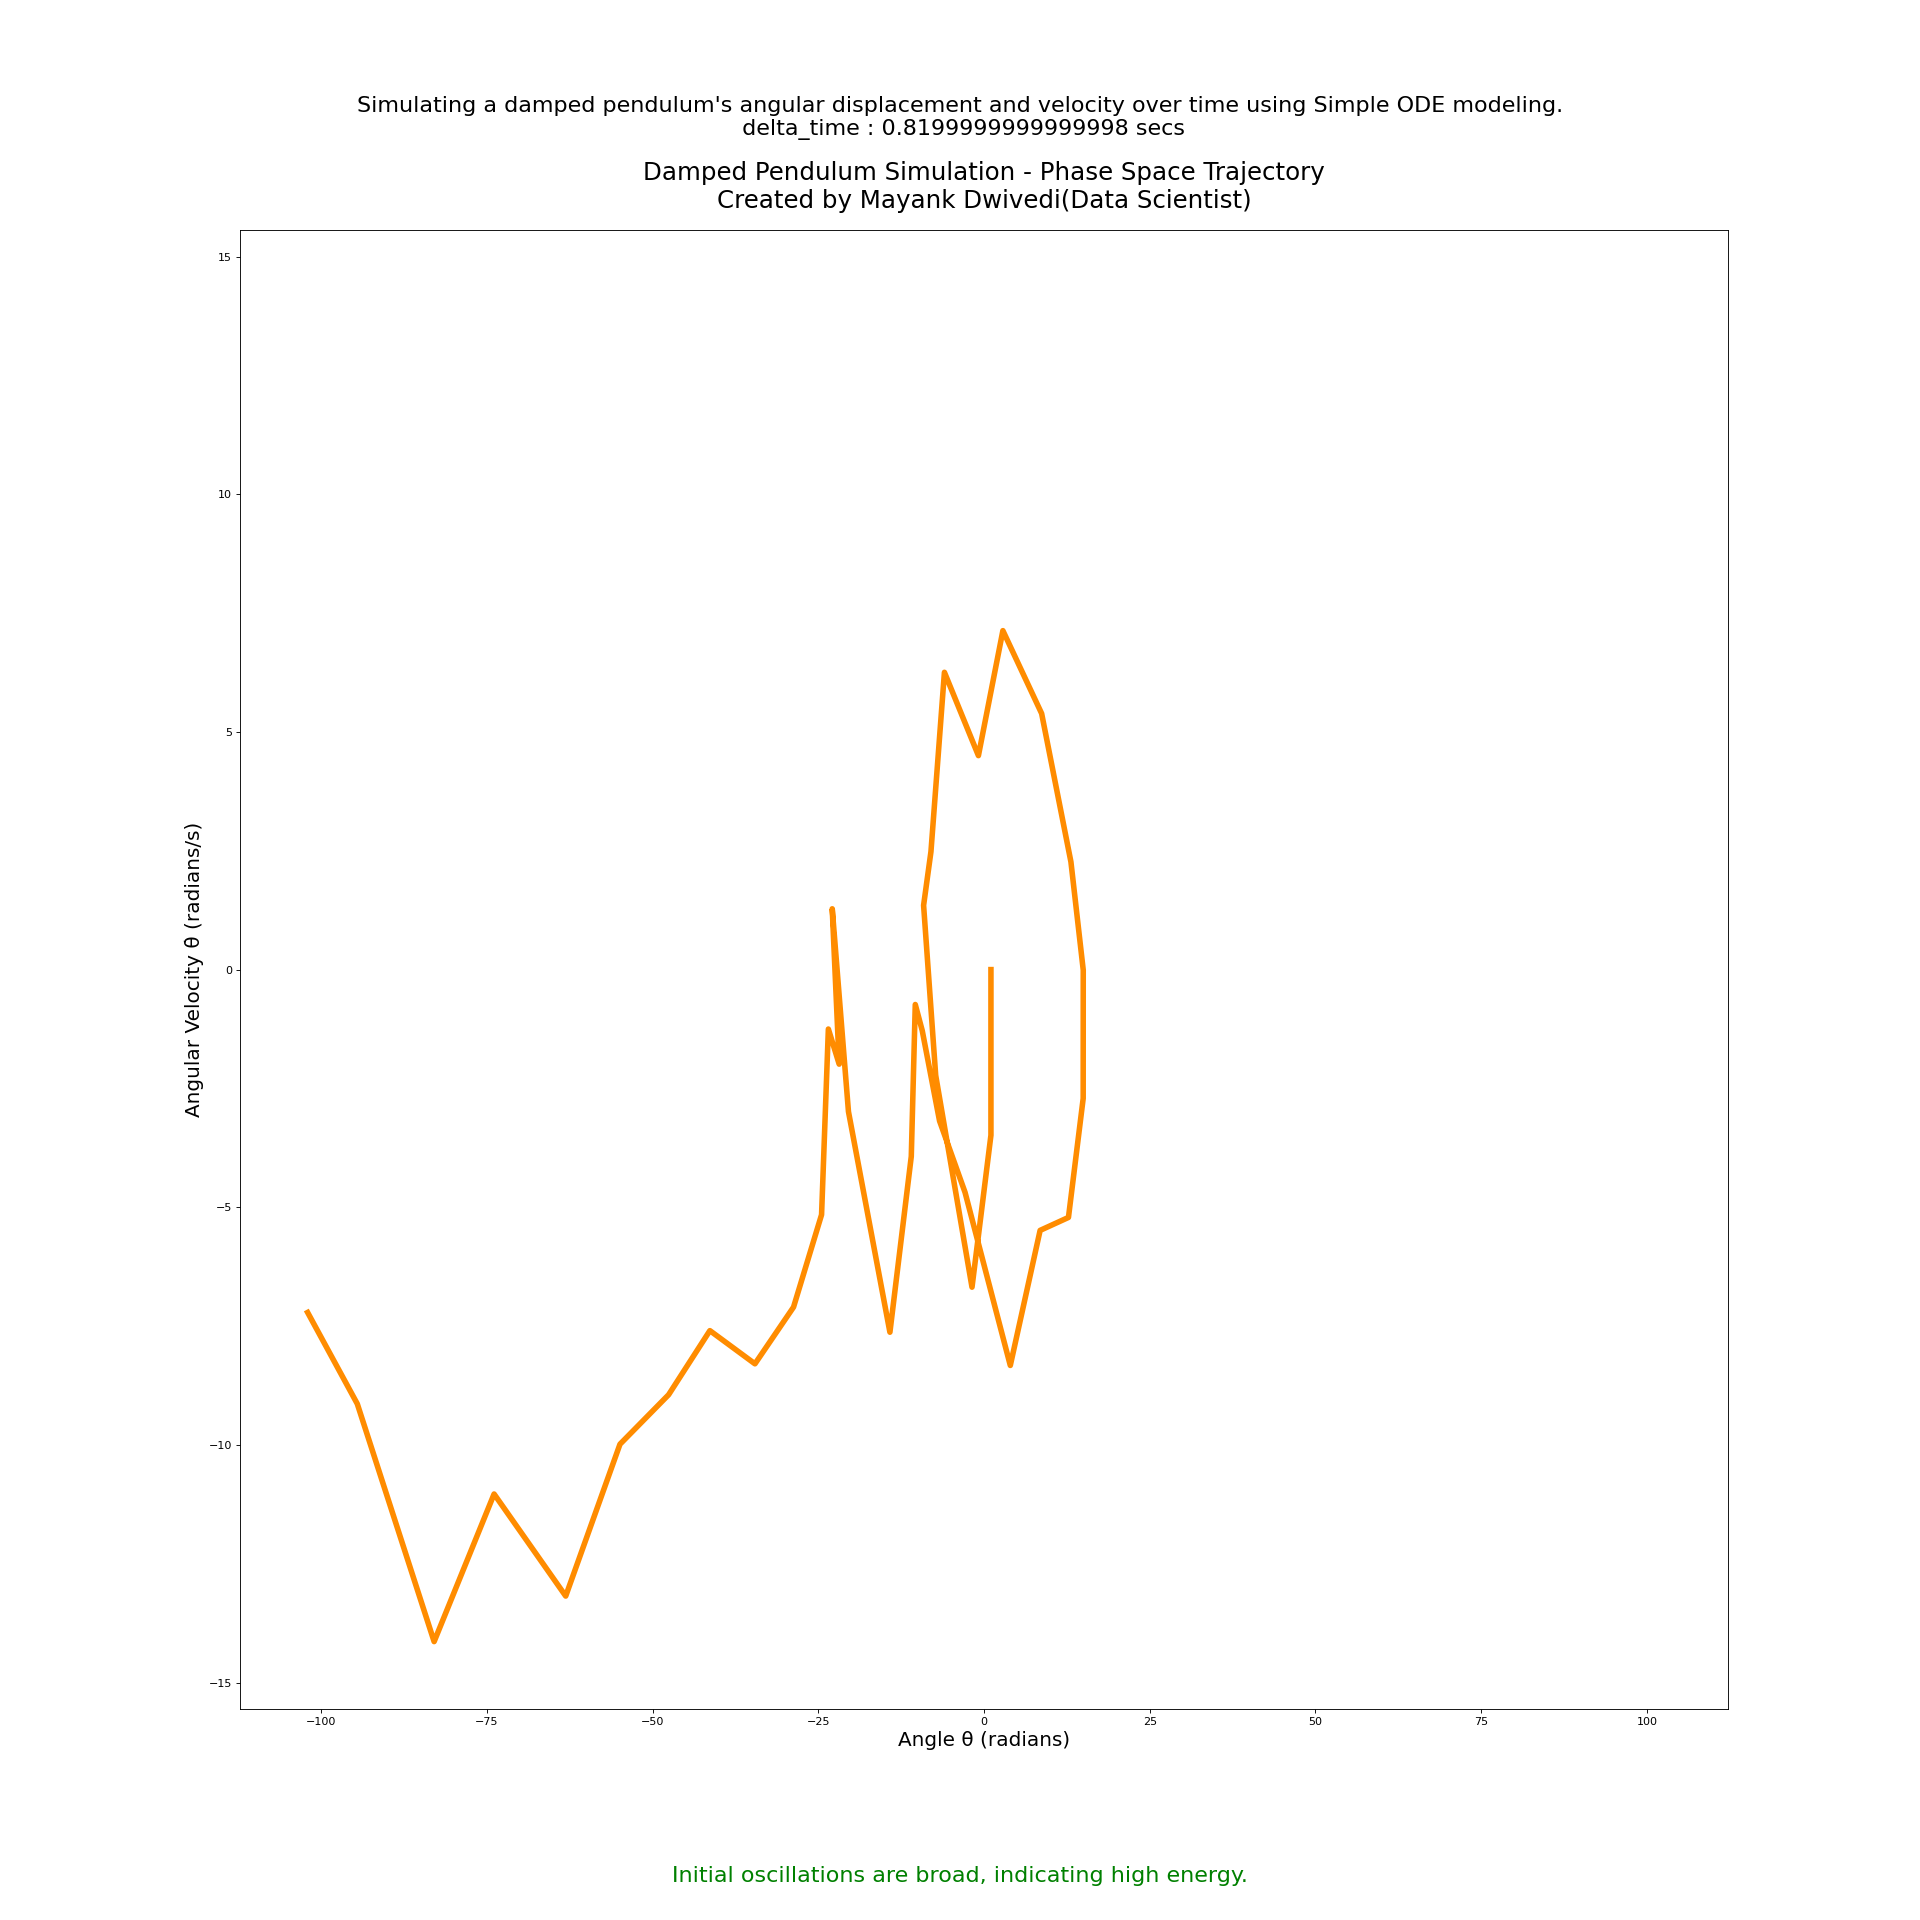 Simulating a damped pendulum's angular displacement and velocity over time using Simple ODE modeling.
delta_time : 0.8199999999999998 secs
Damped Pendulum Simulation - Phase Space Trajectory
Created by Mayank Dwivedi(Data Scientist)
15
10
5
0
−5
−10
−15
Angular Velocity θ̇ (radians/s)
−100
−75
−50
−25
0
25
50
75
100
Angle θ (radians)
Initial oscillations are broad, indicating high energy.